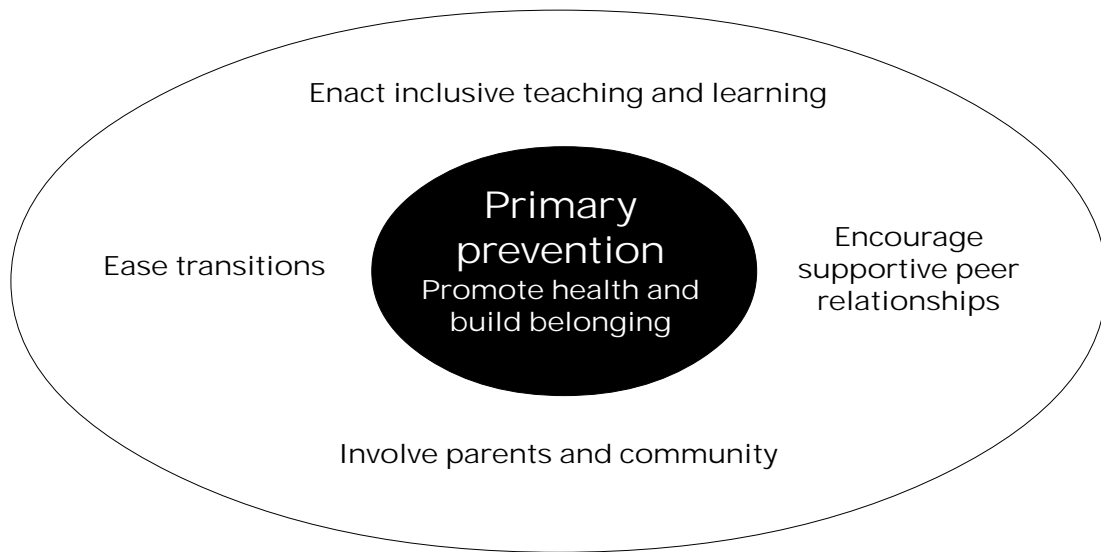 Enact inclusive teaching and learning
Primary
prevention
Promote health and
build belonging
Ease transitions
Encourage
supportive peer
relationships
Involve parents and community